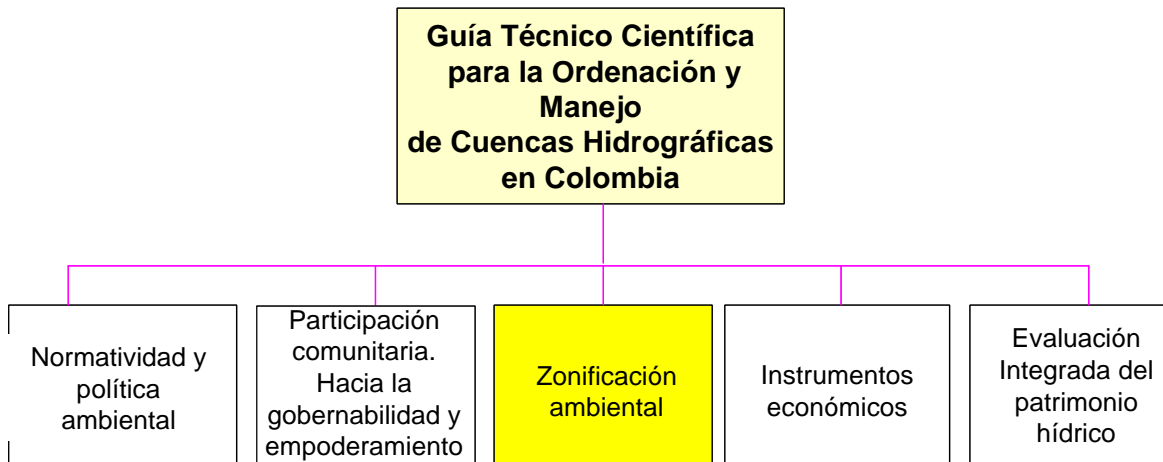 Guía Técnico Científica
para la Ordenación y
Manejo
de Cuencas Hidrográficas
en Colombia
Normatividad y
política
ambiental
Participación
comunitaria.
Hacia la
gobernabilidad y
empoderamiento
Zonificación
ambiental
Instrumentos
económicos
Evaluación
Integrada del
patrimonio
hídrico